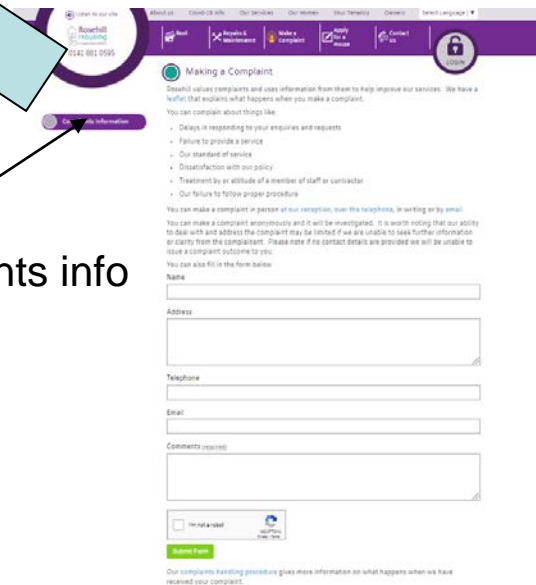 Listen to our site
About us Covid-19 Info Our Services Our Homes Your Tenancy Owners Select Language ▼
Rosehill
Housing
0141 881 0595
Rent
Repairs &
Maintenance
Make a
Complaint
Apply
for a
House
Contact
us
LOGIN
Making a Complaint
Rosehill values complaints and uses information from them to help improve our services. We have a
leaflet that explains what happens when you make a complaint.
You can complain about things like:
Information
nts info
Delays in responding to your enquiries and requests
Failure to provide a service
Our standard of service
Dissatisfaction with our policy
Treatment by or attitude of a member of staff or contractor
Our failure to follow proper procedure
You can make a complaint in person at our reception, over the telephone, in writing or by email.
You can make a complaint anonymously and it will be investigated. It is worth noting that our ability
to deal with and address the complaint may be limited if we are unable to seek further information
or clarity from the complainant. Please note if no contact details are provided we will be unable to
issue a complaint outcome to you.
You can also fill in the form below
Name
Address
Telephone
Email
Comments (required)
I'm not a robot
Submit Form
Our complaints handling procedure gives more information on what happens when we have
received your complaint.